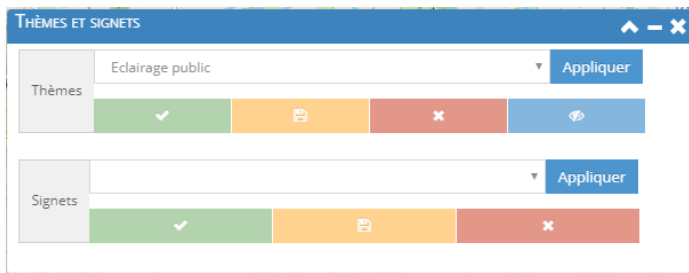 Thèmes et signets
Eclairage public
Appliquer
Thèmes
Appliquer
Signets